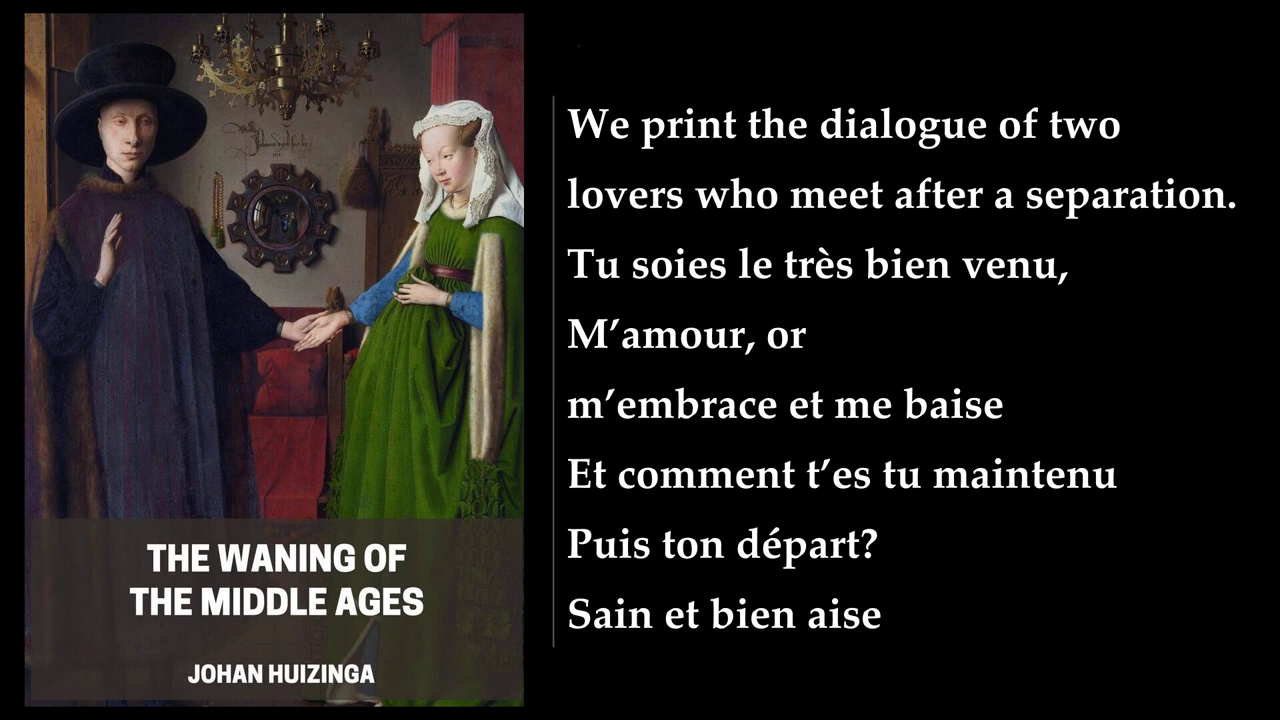 THE WANING OF
THE MIDDLE AGES
JOHAN HUIZINGA
We print the dialogue of two
lovers who meet after a separation.
Tu soies le très bien venu,
M’amour, or
m’embrace et me baise
Et comment t’es tu maintenu
Puis ton départ?
Sain et bien aise